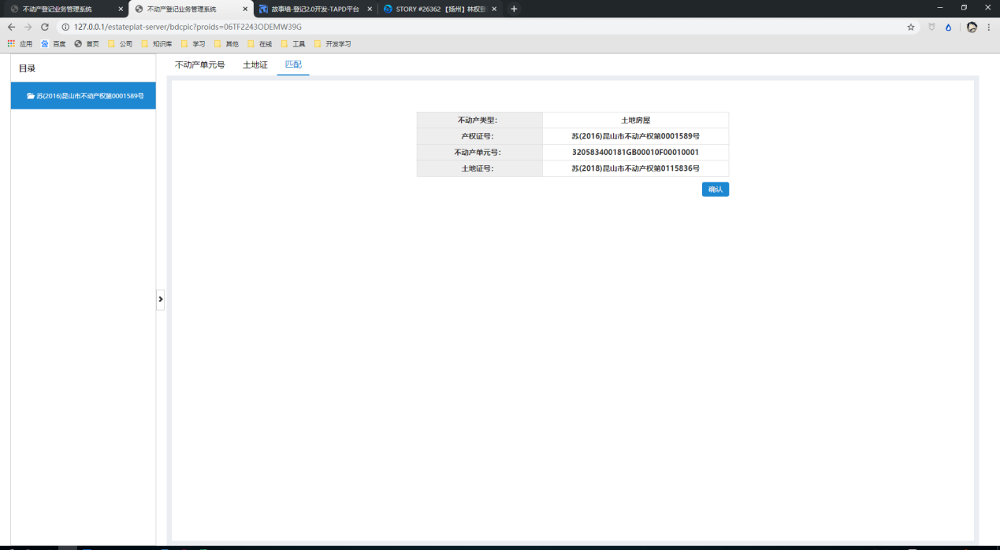 不动产登记业务管理系统
不动产登记业务管理系统
故事墙-登记2.0开发-TAPD平台
STORY #26362 【扬州】林权登
127.0.0.1/estateplat-server/bdcpic?proids=06TF2243ODEMW39G
应用 百度 首页 公司 知识库 学习 其他 在线 工具 开发学习
目录
苏(2016)昆山市不动产权第0001589号
不动产单元号 土地证 匹配
不动产类型： 土地房屋
产权证号： 苏(2016)昆山市不动产权第0001589号
不动产单元号： 320583400181GB00010F00010001
土地证号： 苏(2018)昆山市不动产权第0115836号
确认